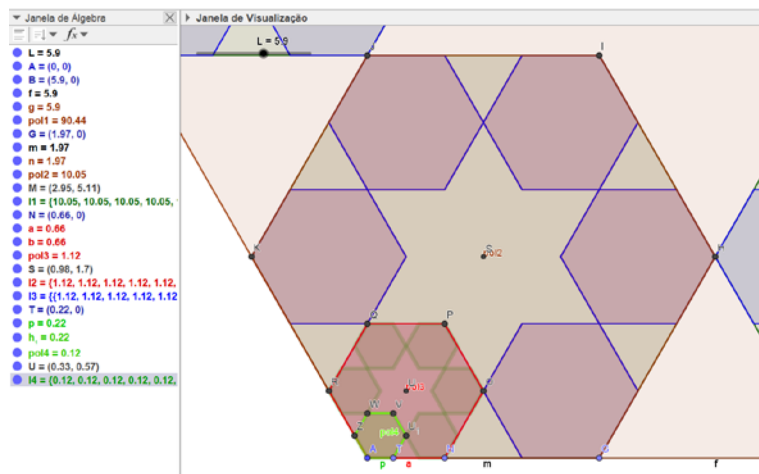 Janela de Álgebra
Janela de Visualização
L = 5.9
A = (0, 0)
B = (5.9, 0)
f = 5.9
g = 5.9
pol1 = 90.44
G = (1.97, 0)
m = 1.97
n = 1.97
pol2 = 10.05
M = (2.95, 5.11)
l1 = {10.05, 10.05, 10.05, 10.05,
N = (0.66, 0)
a = 0.66
b = 0.66
pol3 = 1.12
S = (0.98, 1.7)
l2 = {1.12, 1.12, 1.12, 1.12, 1.12,
l3 = {{1.12, 1.12, 1.12, 1.12, 1.12
T = (0.22, 0)
p = 0.22
h₁ = 0.22
pol4 = 0.12
U = (0.33, 0.57)
l4 = {0.12, 0.12, 0.12, 0.12, 0.12,
L = 5.9
J
I
K
S
pol2
H
Q
P
R
pol3
O
W
V
Z
pol4
A
T
G
p
a
m
f